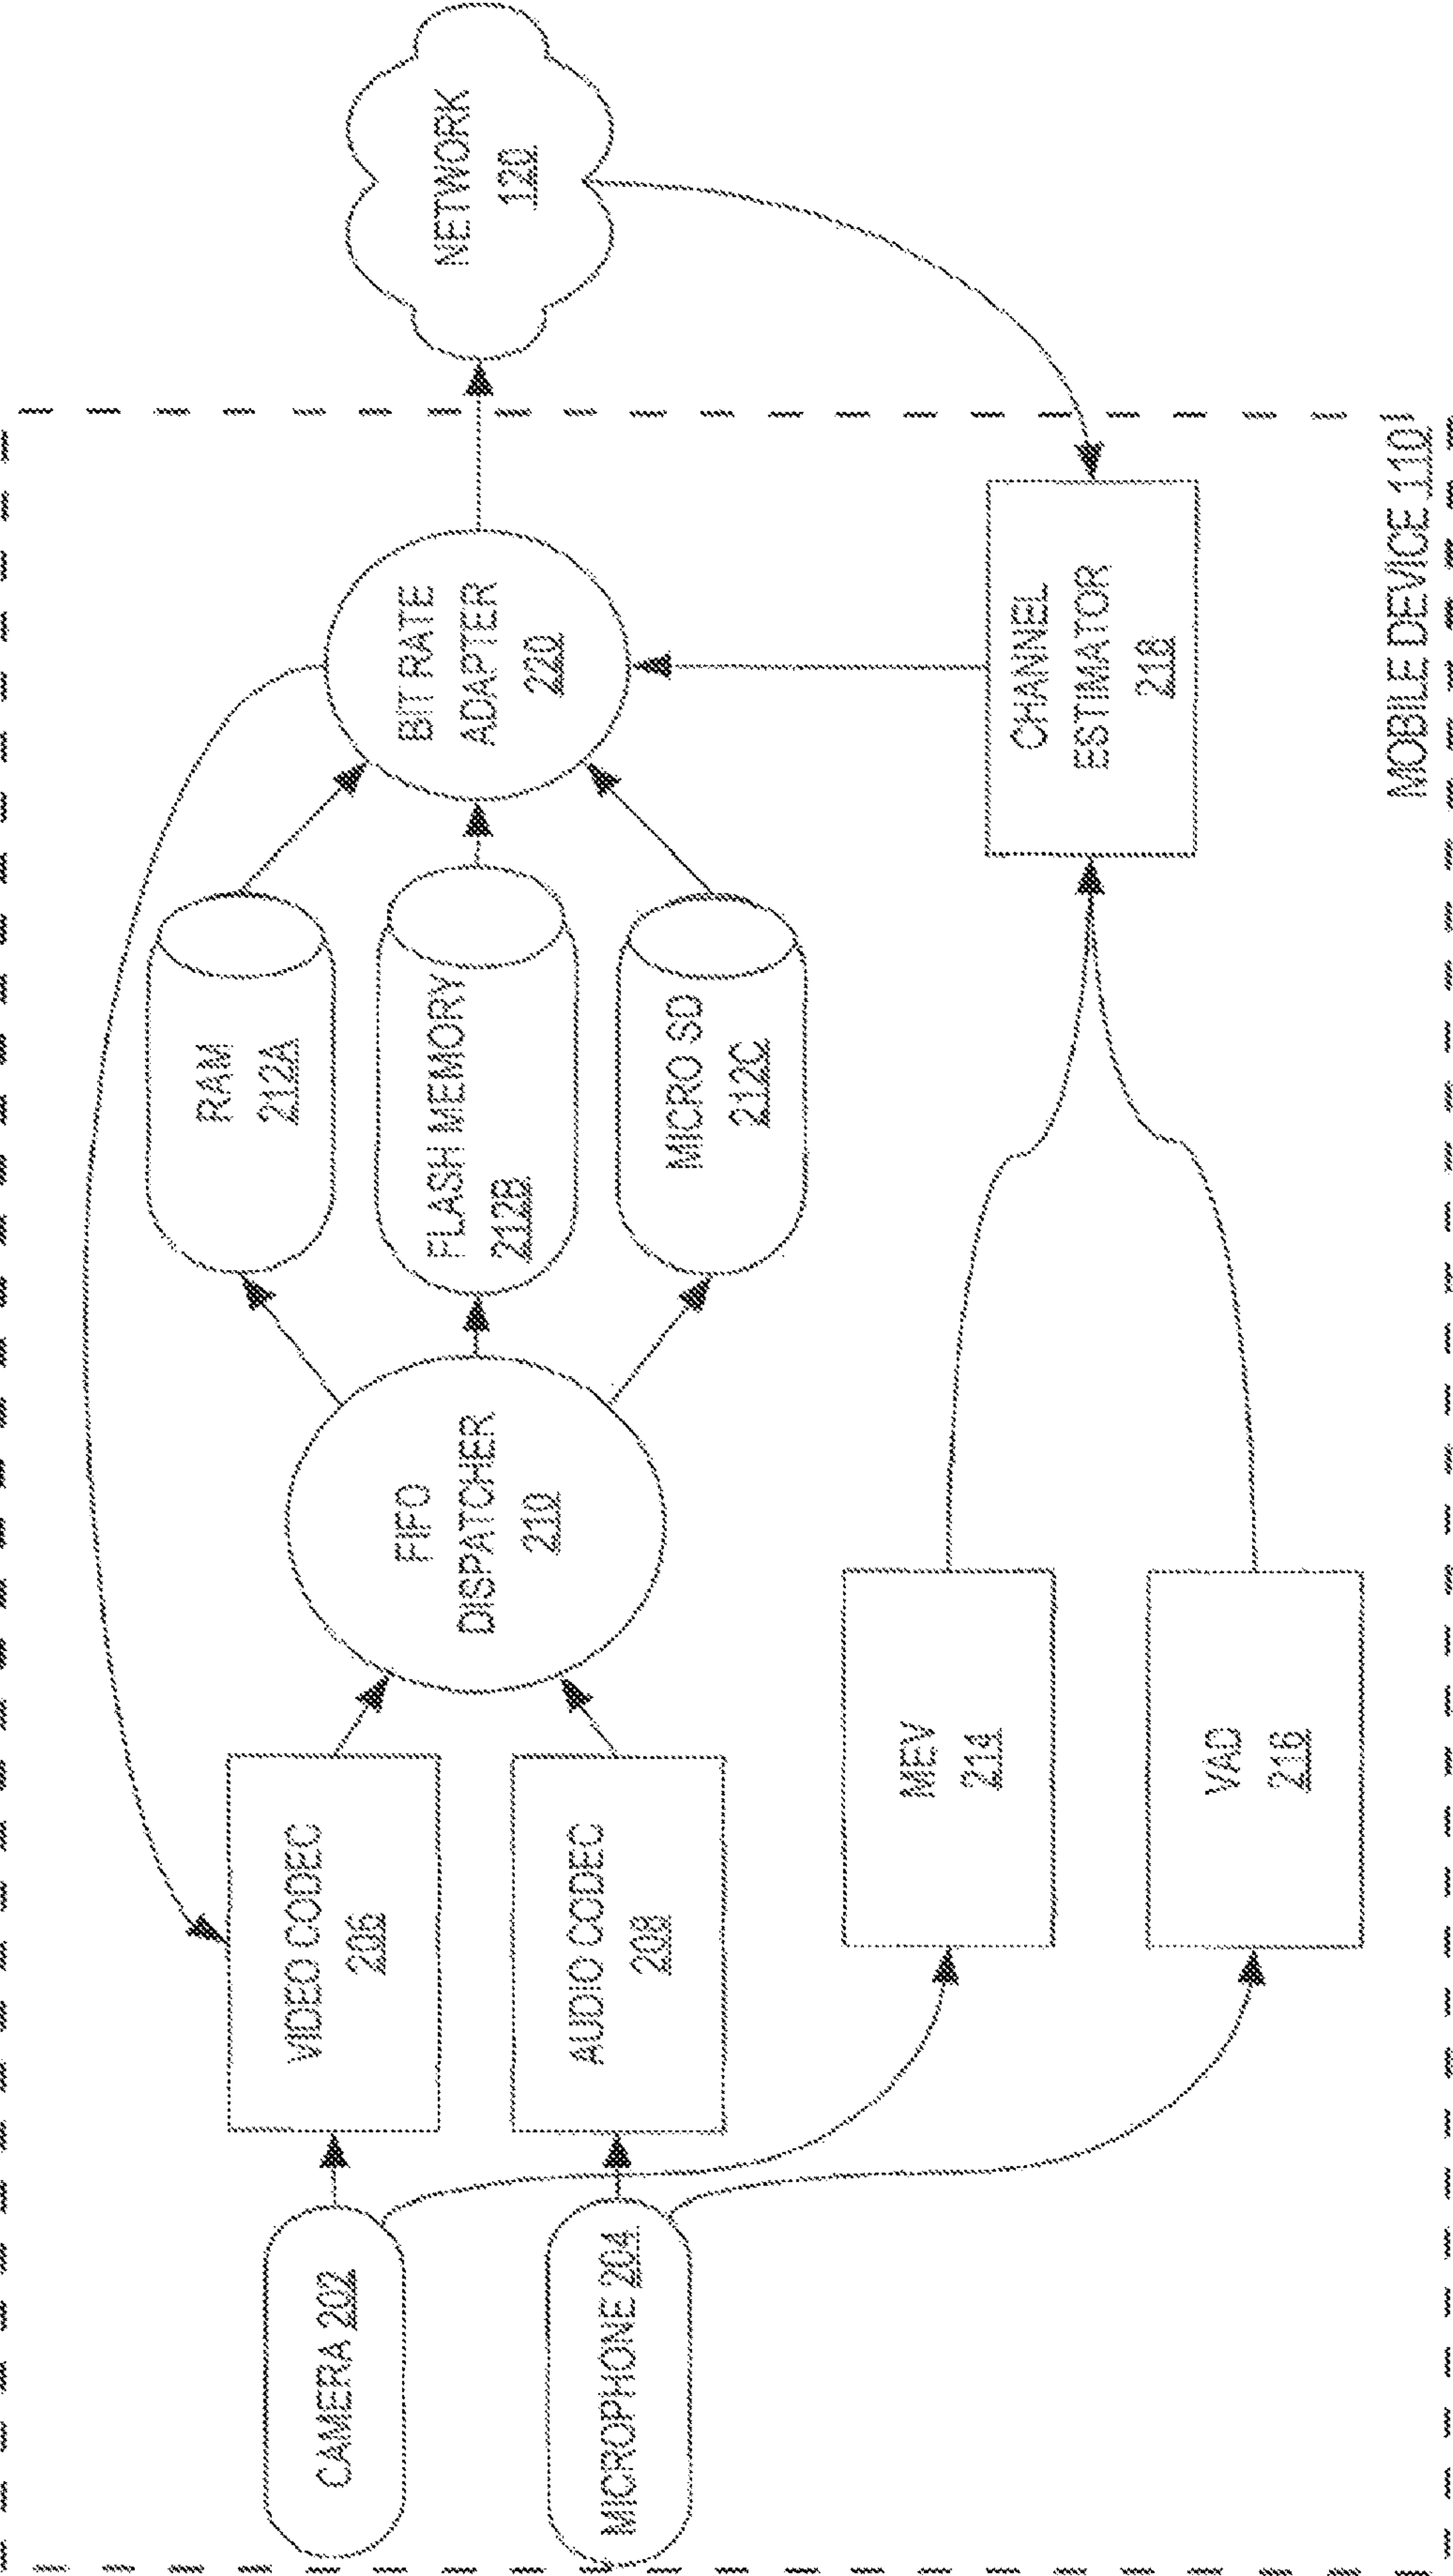 CAMERA 202
MICROPHONE 204
VIDEO CODEC
206
AUDIO CODEC
208
FIFO
DISPATCHER
210
RAM
212A
FLASH MEMORY
212B
MICRO SD
212C
BIT RATE
ADAPTER
220
NETWORK
120
MEV
214
VAD
216
CHANNEL
ESTIMATOR
218
MOBILE DEVICE 110